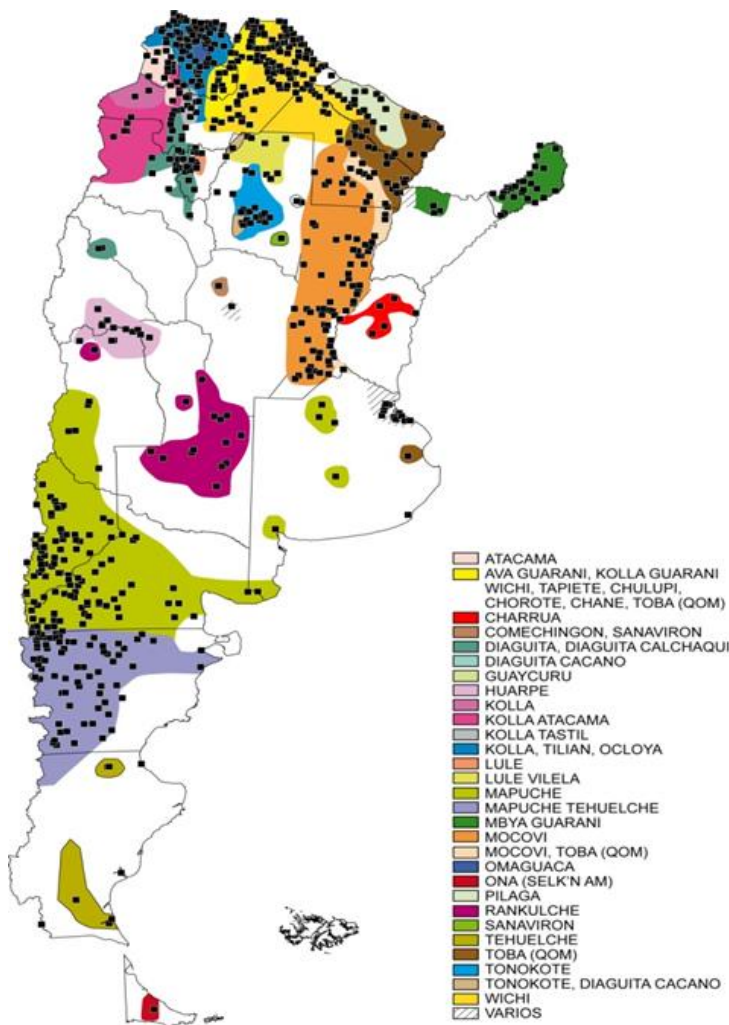 ATACAMA
AVA GUARANI, KOLLA GUARANI
WICHI, TAPIETE, CHULUPI,
CHOROTE, CHANE, TOBA (QOM)
CHARRUA
COMECHINGON, SANAVIRON
DIAGUITA, DIAGUITA CALCHAQUI
DIAGUITA CACANO
GUAYCURU
HUARPE
KOLLA
KOLLA ATACAMA
KOLLA TASTIL
KOLLA, TILIAN, OCLOYA
LULE
LULE VILELA
MAPUCHE
MAPUCHE TEHUELCHE
MBYA GUARANI
MOCOVI
MOCOVI, TOBA (QOM)
OMAGUACA
ONA (SELK'N AM)
PILAGA
RANKULCHE
SANAVIRON
TEHUELCHE
TOBA (QOM)
TONOKOTE
TONOKOTE, DIAGUITA CACANO
WICHI
VARIOS